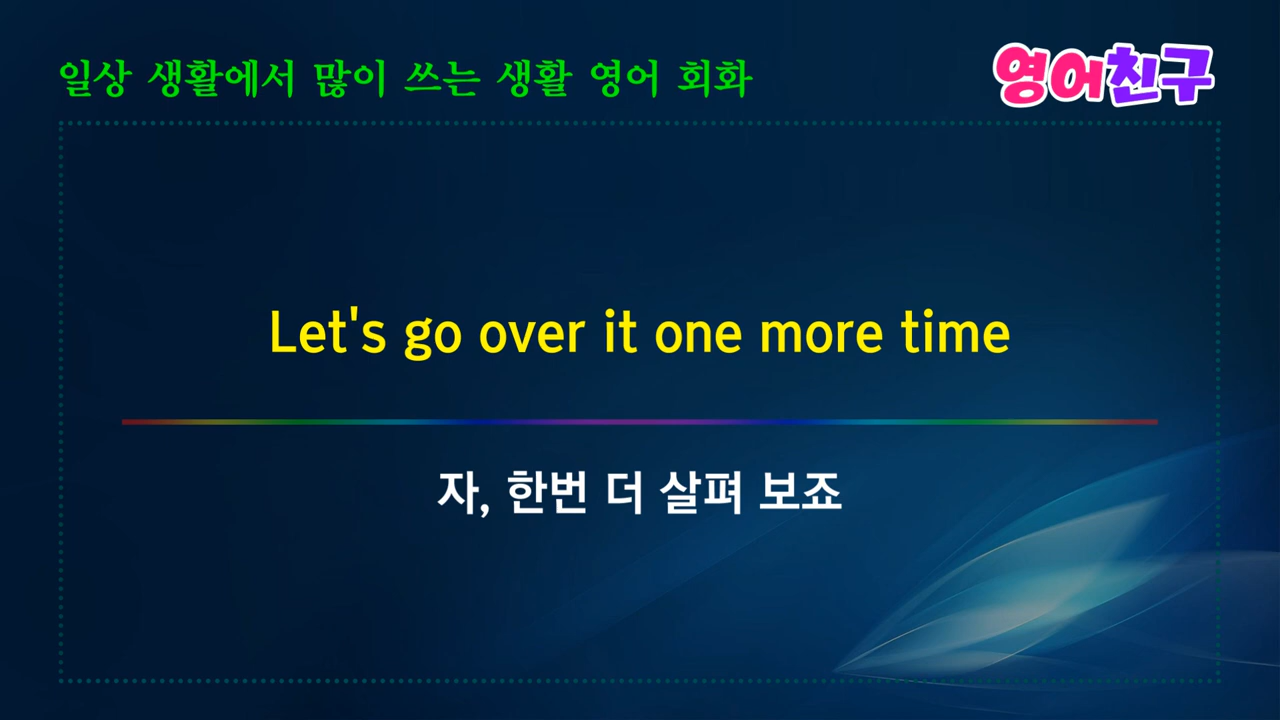 일상 생활에서 많이 쓰는 생활 영어 회화
영어친구
Let's go over it one more time
자, 한번 더 살펴 보죠